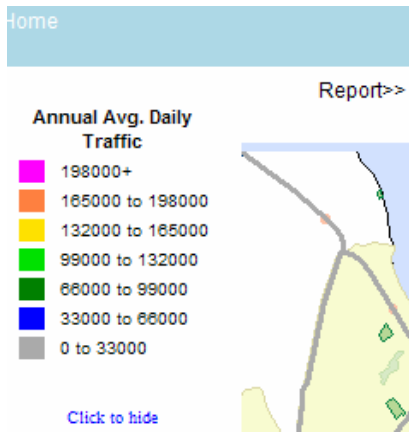 Home
Report>>
Annual Avg. Daily
Traffic
198000+
165000 to 198000
132000 to 165000
99000 to 132000
66000 to 99000
33000 to 66000
0 to 33000
Click to hide